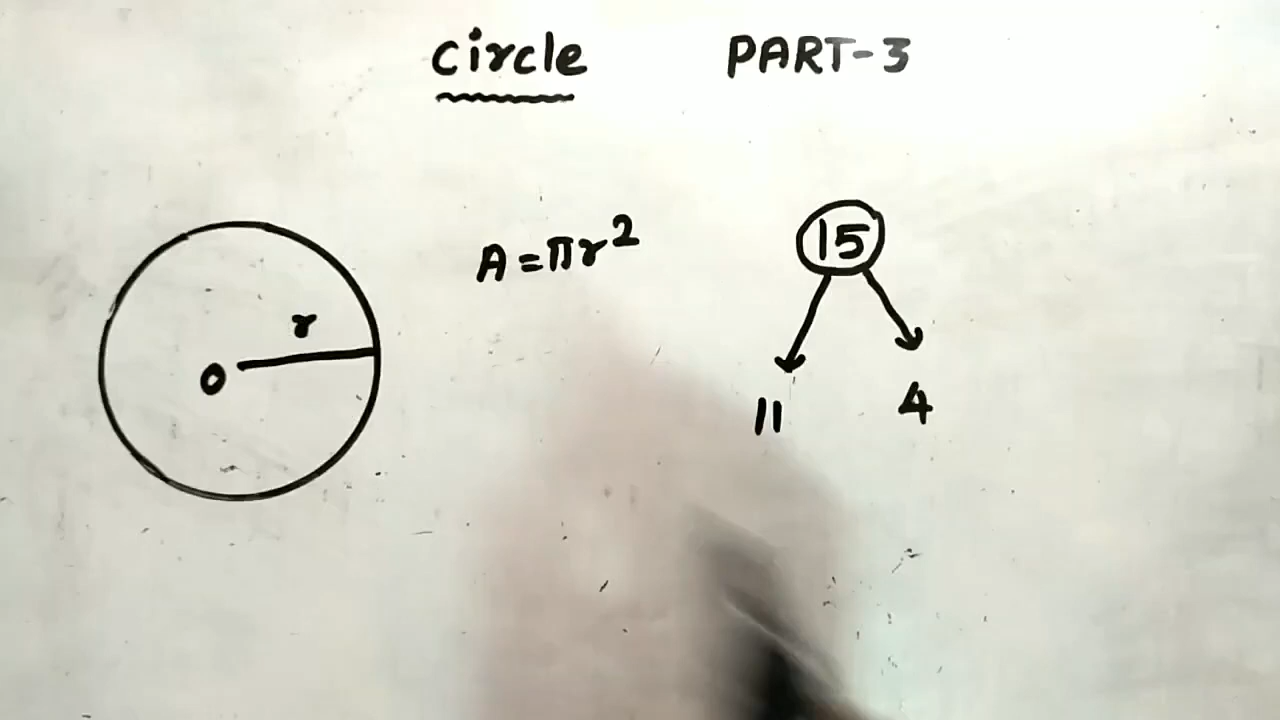 Circle PART-3
A=πr²
15
r
O
11 4